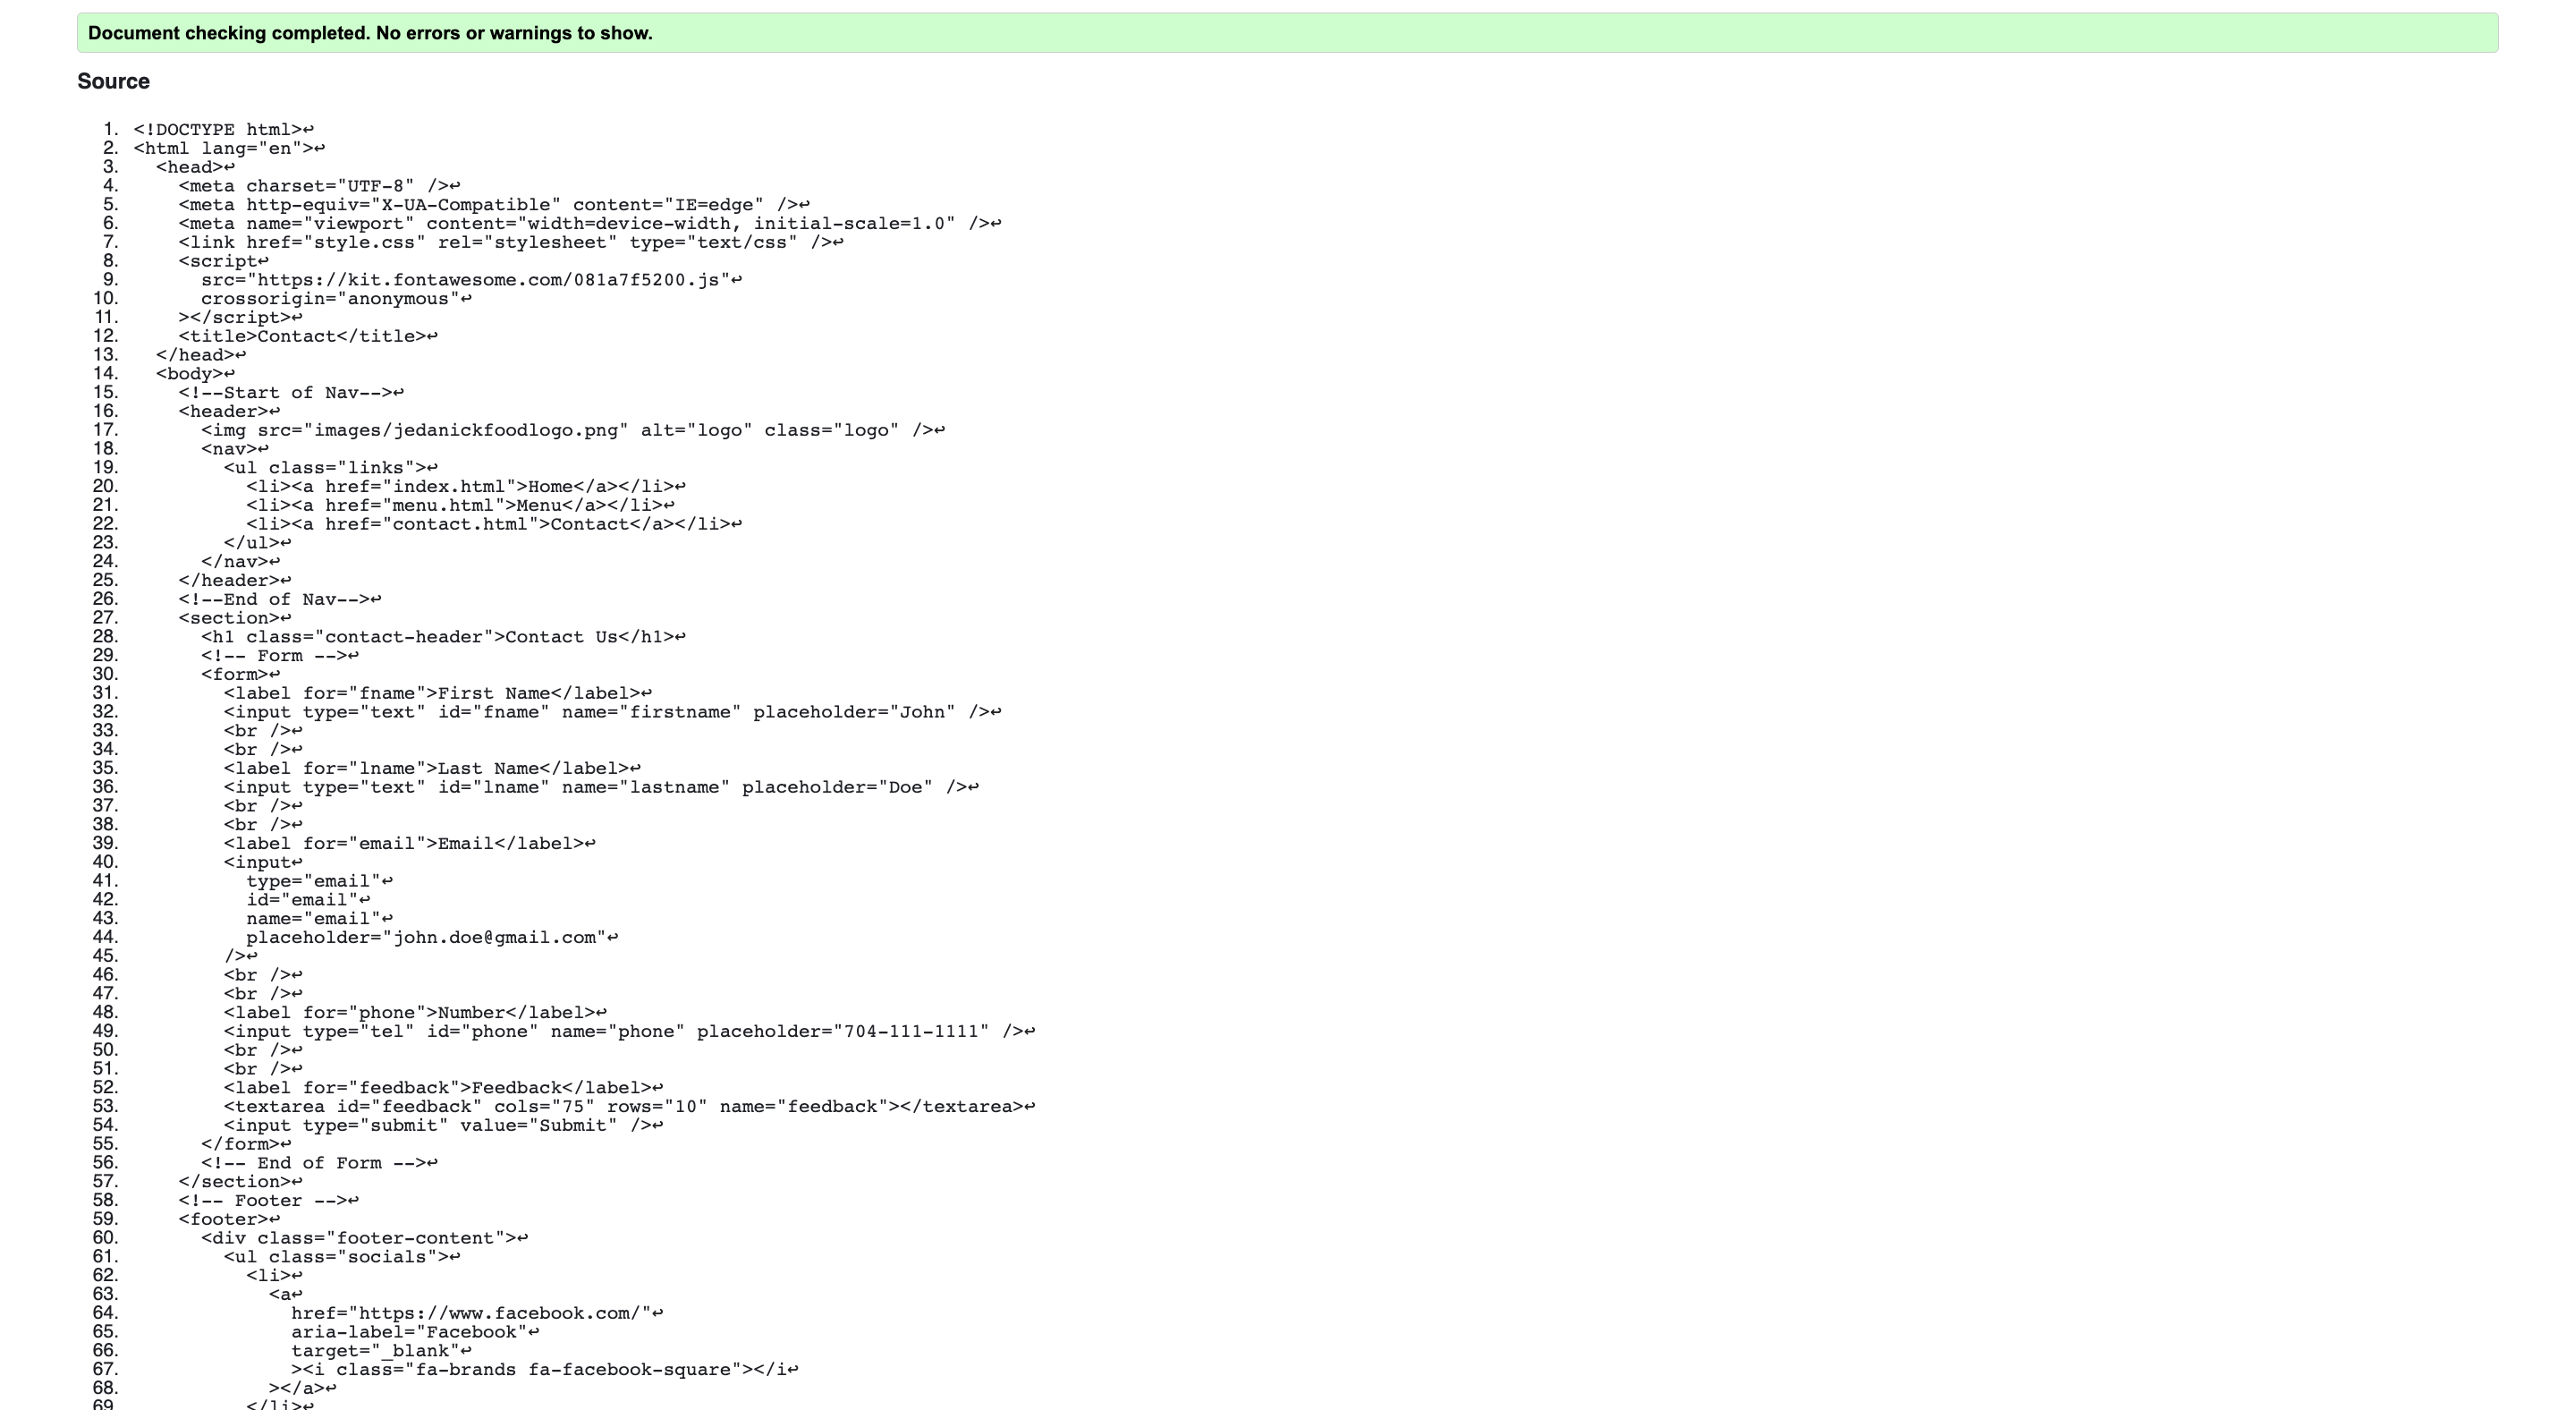 Document checking completed. No errors or warnings to show.
Source
1. <!DOCTYPE html>↩
2. <html lang="en">↩
3. <head>↩
4. <meta charset="UTF-8" />↩
5. <meta http-equiv="X-UA-Compatible" content="IE=edge" />↩
6. <meta name="viewport" content="width=device-width, initial-scale=1.0" />↩
7. <link href="style.css" rel="stylesheet" type="text/css" />↩
8. <script↩
9. src="https://kit.fontawesome.com/081a7f5200.js"↩
10. crossorigin="anonymous"↩
11. ></script>↩
12. <title>Contact</title>↩
13. </head>↩
14. <body>↩
15. <!--Start of Nav-->↩
16. <header>↩
17. <img src="images/jedanickfoodlogo.png" alt="logo" class="logo" />↩
18. <nav>↩
19. <ul class="links">↩
20. <li><a href="index.html">Home</a></li>↩
21. <li><a href="menu.html">Menu</a></li>↩
22. <li><a href="contact.html">Contact</a></li>↩
23. </ul>↩
24. </nav>↩
25. </header>↩
26. <!--End of Nav-->↩
27. <section>↩
28. <h1 class="contact-header">Contact Us</h1>↩
29. <!-- Form -->↩
30. <form>↩
31. <label for="fname">First Name</label>↩
32. <input type="text" id="fname" name="firstname" placeholder="John" />↩
33. <br />↩
34. <br />↩
35. <label for="lname">Last Name</label>↩
36. <input type="text" id="lname" name="lastname" placeholder="Doe" />↩
37. <br />↩
38. <br />↩
39. <label for="email">Email</label>↩
40. <input↩
41. type="email"↩
42. id="email"↩
43. name="email"↩
44. placeholder="john.doe@gmail.com"↩
45. />↩
46. <br />↩
47. <br />↩
48. <label for="phone">Number</label>↩
49. <input type="tel" id="phone" name="phone" placeholder="704-111-1111" />↩
50. <br />↩
51. <br />↩
52. <label for="feedback">Feedback</label>↩
53. <textarea id="feedback" cols="75" rows="10" name="feedback"></textarea>↩
54. <input type="submit" value="Submit" />↩
55. </form>↩
56. <!-- End of Form -->↩
57. </section>↩
58. <!-- Footer -->↩
59. <footer>↩
60. <div class="footer-content">↩
61. <ul class="socials">↩
62. <li>↩
63. <a↩
64. href="https://www.facebook.com/"↩
65. aria-label="Facebook"↩
66. target="_blank"↩
67. ><i class="fa-brands fa-facebook-square"></i↩
68. ></a>↩
69. </li>↩